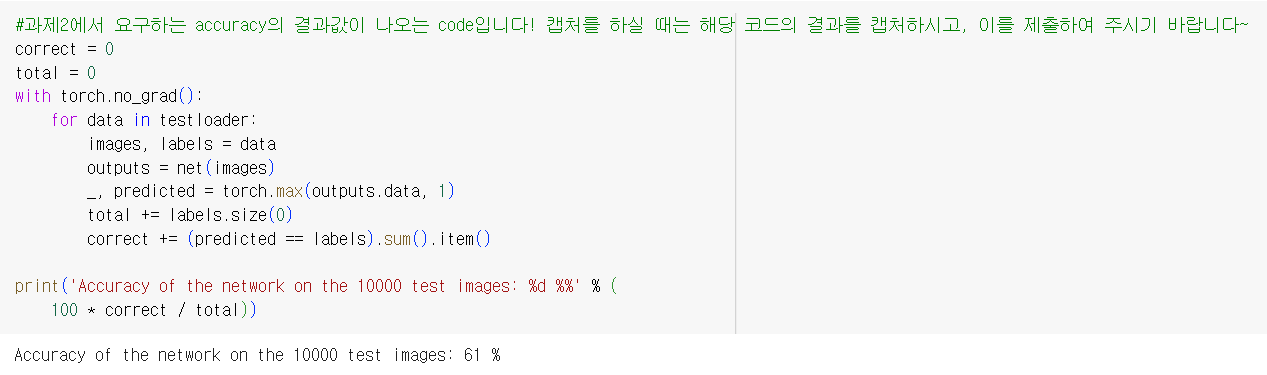 #과제2에서 요구하는 accuracy의 결과값이 나오는 code입니다! 캡처를 하실 때는 해당 코드의 결과를 캡처하시고, 이를 제출하여 주시기 바랍니다~
correct = 0
total = 0
with torch.no_grad():
    for data in testloader:
        images, labels = data
        outputs = net(images)
        _, predicted = torch.max(outputs.data, 1)
        total += labels.size(0)
        correct += (predicted == labels).sum().item()
print('Accuracy of the network on the 10000 test images: %d %%' % (
    100 * correct / total))
Accuracy of the network on the 10000 test images: 61 %